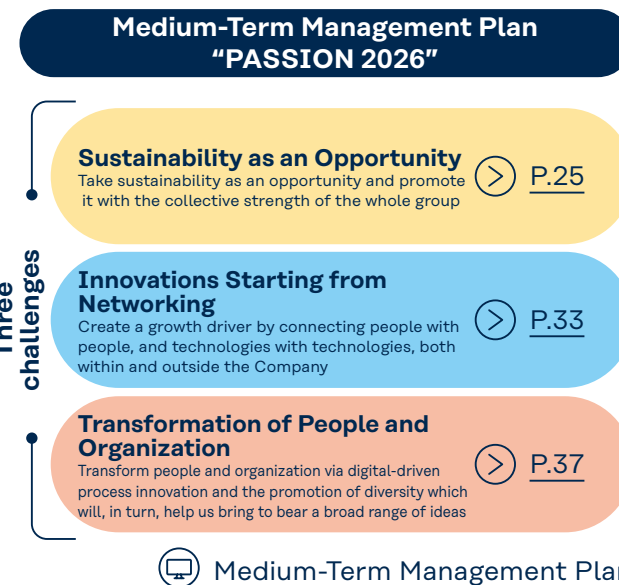 Medium-Term Management Plan
“PASSION 2026”
Three
challenges
Sustainability as an Opportunity
Take sustainability as an opportunity and promote
it with the collective strength of the whole group
P.25
Innovations Starting from
Networking
Create a growth driver by connecting people with
people, and technologies with technologies, both
within and outside the Company
P.33
Transformation of People and
Organization
Transform people and organization via digital-driven
process innovation and the promotion of diversity which
will, in turn, help us bring to bear a broad range of ideas
P.37
Medium-Term Management Plan